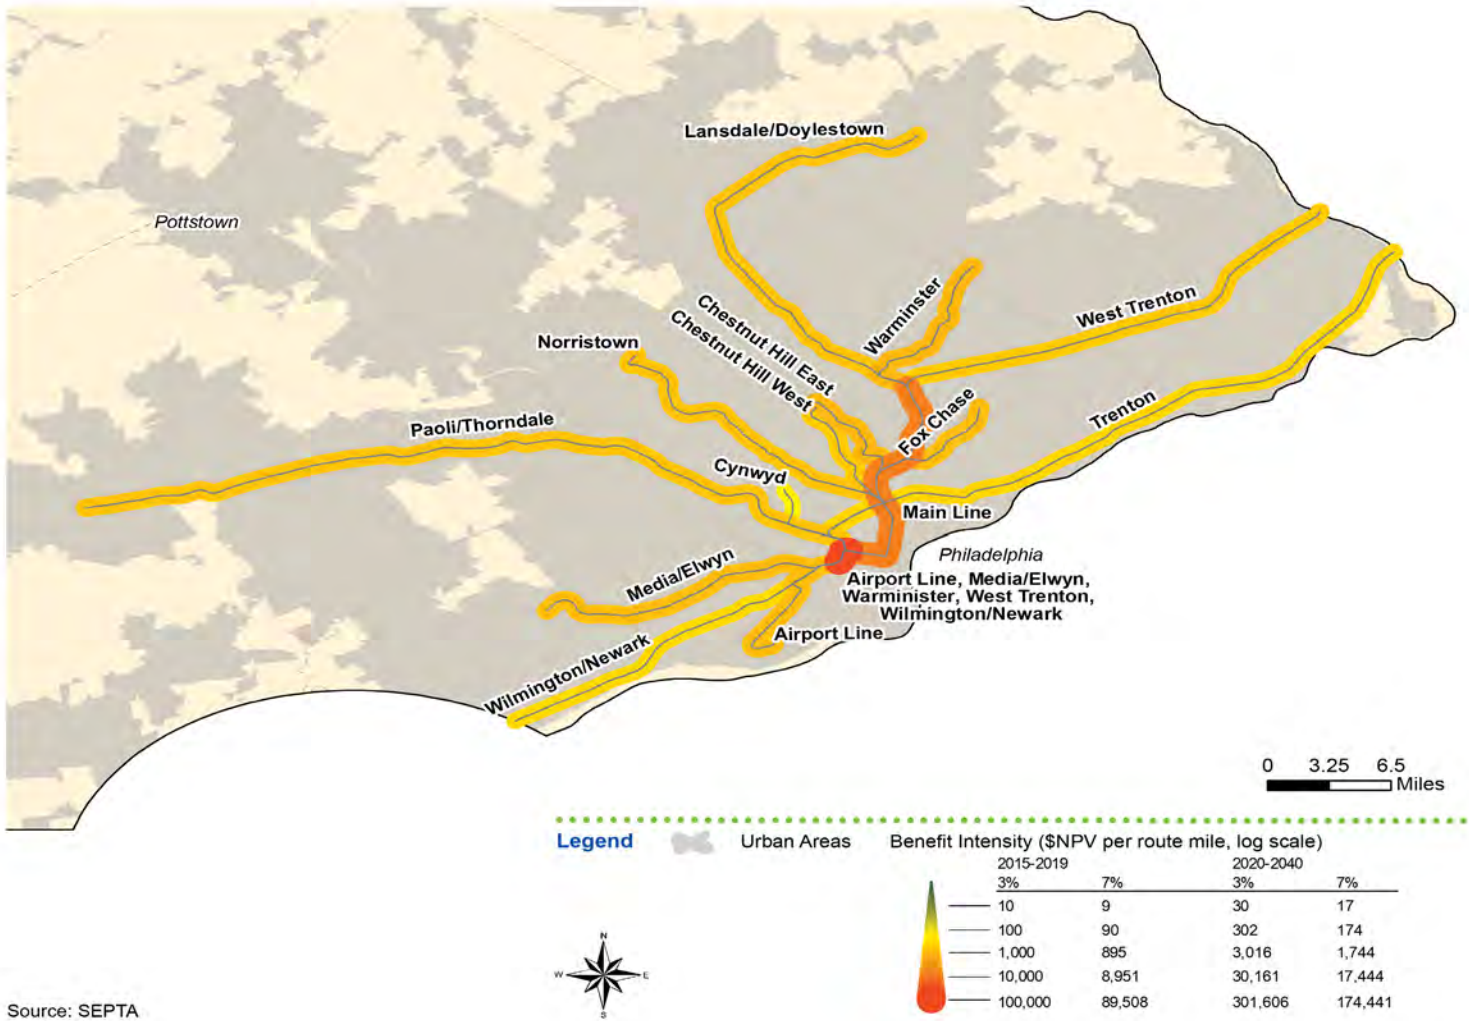 Lansdale/Doylestown
Pottstown
West Trenton
Warminster
Chestnut Hill East
Chestnut Hill West
Norristown
Trenton
Fox Chase
Paoli/Thorndale
Cynwyd
Main Line
Philadelphia
Media/Elwyn
Airport Line, Media/Elwyn,
Warminister, West Trenton,
Wilmington/Newark
Airport Line
Wilmington/Newark
0 3.25 6.5
Miles
Legend Urban Areas Benefit Intensity ($NPV per route mile, log scale)
2015-2019 2020-2040
3% 7% 3% 7%
10 9 30 17
100 90 302 174
1,000 895 3,016 1,744
10,000 8,951 30,161 17,444
100,000 89,508 301,606 174,441
N
W E
S
Source: SEPTA